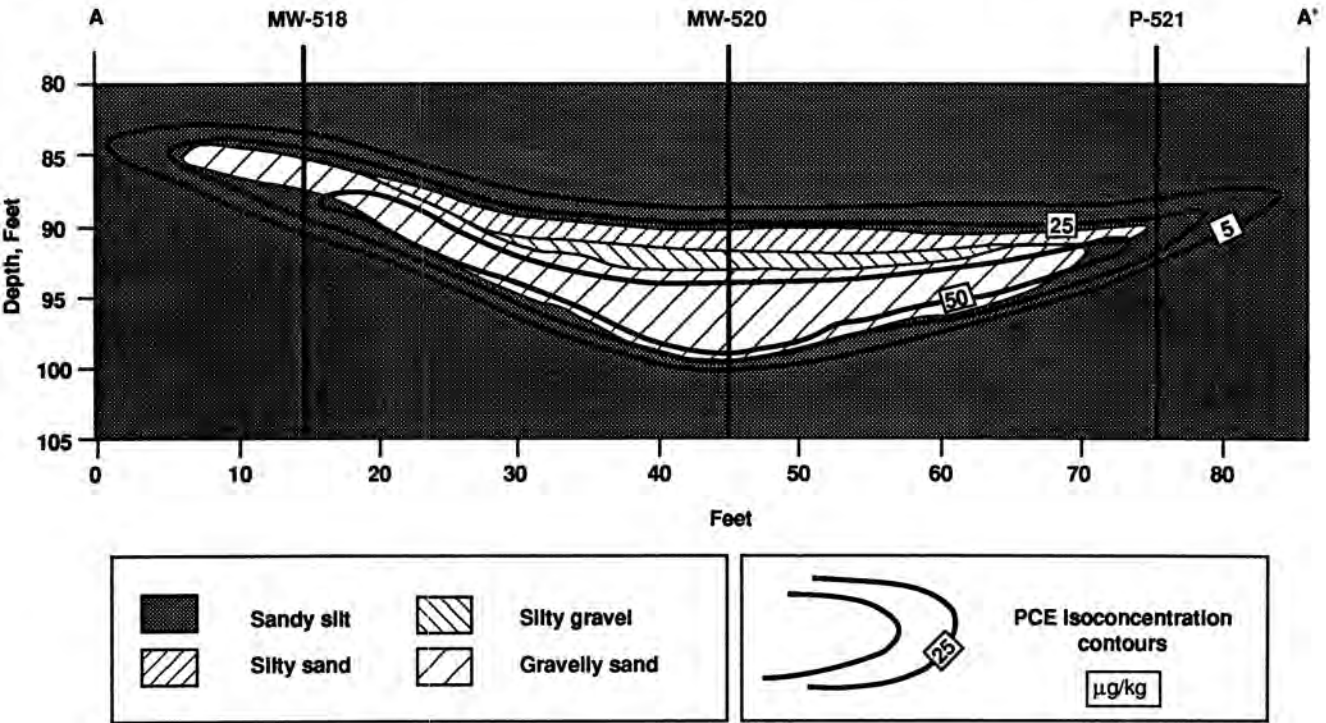 A MW-518 MW-520 P-521 A'
80
85
90
95
100
105
Depth, Feet
25
5
50
0 10 20 30 40 50 60 70 80
Feet
Sandy silt
Silty gravel
Silty sand
Gravelly sand
25
PCE Isoconcentration
contours
µg/kg